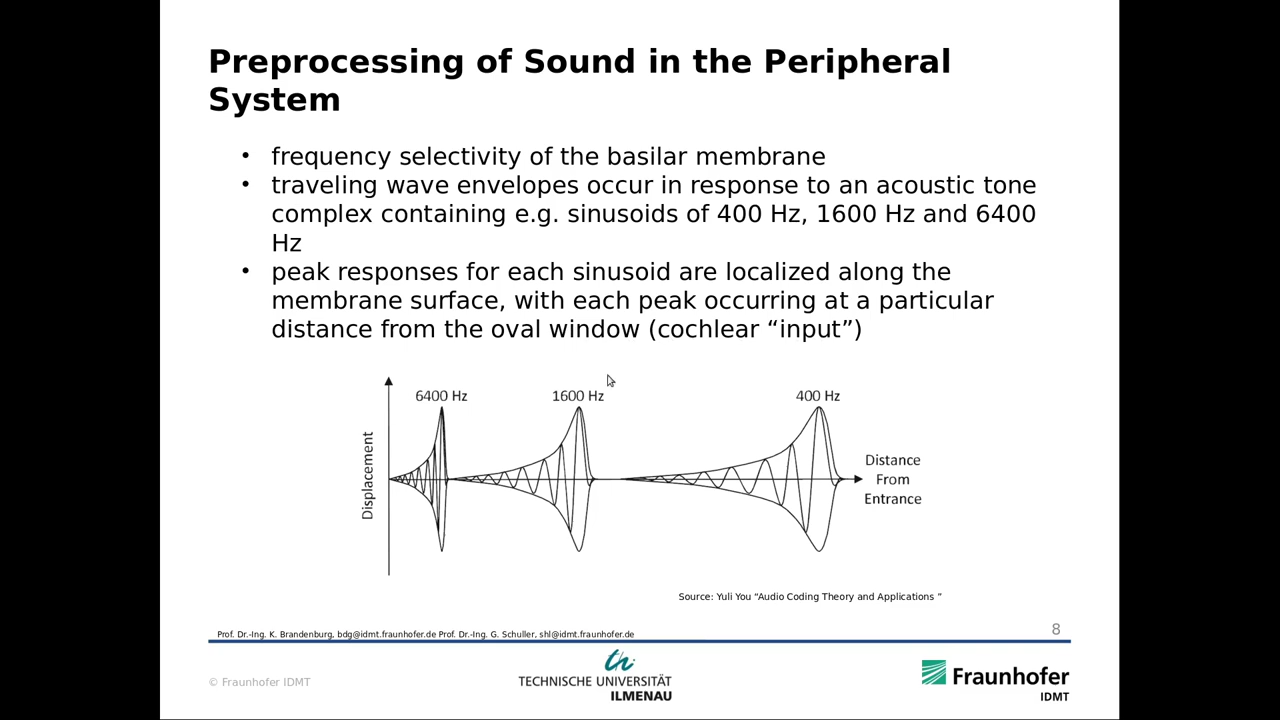 Preprocessing of Sound in the Peripheral
System
• frequency selectivity of the basilar membrane
• traveling wave envelopes occur in response to an acoustic tone
complex containing e.g. sinusoids of 400 Hz, 1600 Hz and 6400
Hz
• peak responses for each sinusoid are localized along the
membrane surface, with each peak occurring at a particular
distance from the oval window (cochlear “input”)
6400 Hz
1600 Hz
400 Hz
Displacement
Distance
From
Entrance
Source: Yuli You “Audio Coding Theory and Applications ”
Prof. Dr.-Ing. K. Brandenburg, bdg@idmt.fraunhofer.de Prof. Dr.-Ing. G. Schuller, shl@idmt.fraunhofer.de
8
© Fraunhofer IDMT
th
TECHNISCHE UNIVERSITÄT
ILMENAU
Fraunhofer
IDMT